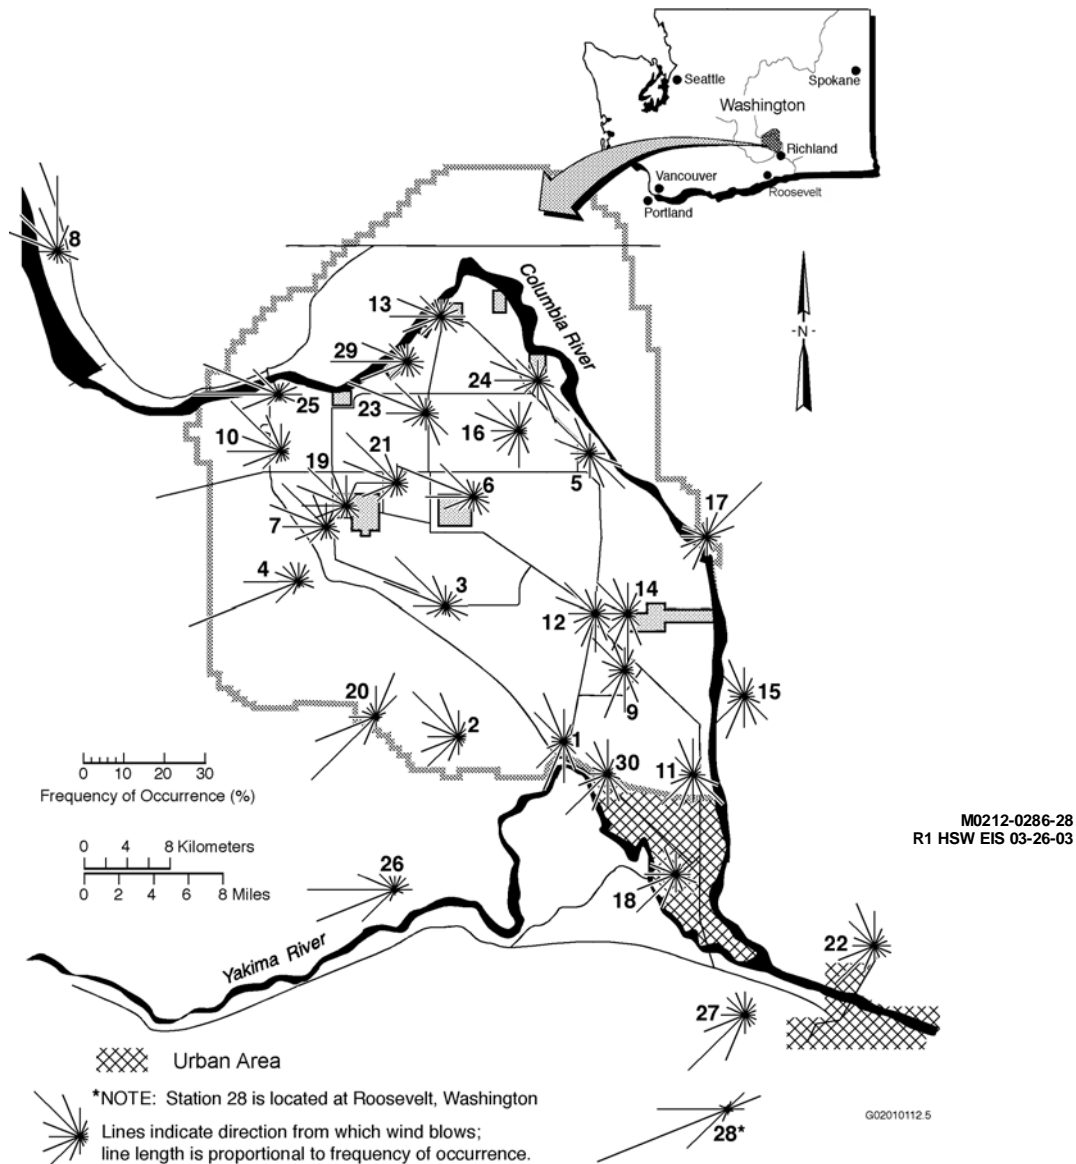 Seattle
Spokane
Washington
Richland
Vancouver
Roosevelt
Portland
8
Columbia River
13
-N-
29
24
25
23
10
16
21
19
6
5
7
17
4
3
14
12
15
20
9
2
1
30
11
0 10 20 30
Frequency of Occurrence (%)
M0212-0286-28
R1 HSW EIS 03-26-03
0 4 8 Kilometers
0 2 4 6 8 Miles
26
18
22
Yakima River
27
Urban Area
*NOTE: Station 28 is located at Roosevelt, Washington
28*
G02010112.5
Lines indicate direction from which wind blows;
line length is proportional to frequency of occurrence.